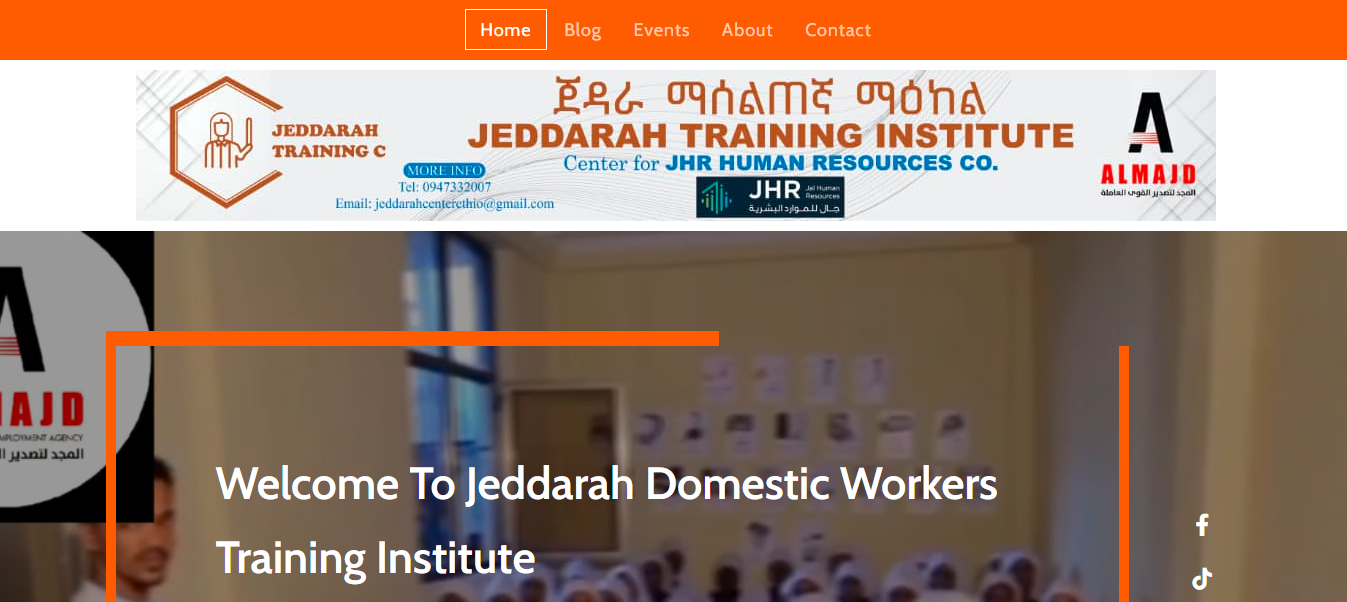 Home
Blog
Events
About
Contact
JEDDARAH
TRAINING C
ጀዳራ ማሰልጠኛ ማዕከል
JEDDARAH TRAINING INSTITUTE
Center for JHR HUMAN RESOURCES CO.
MORE INFO
Tel: 0947332007
Email: jeddarahcenterethio@gmail.com
JHR
Jal Human
Resources
جال للموارد البشرية
A
ALMAJD
المجد لتصدير القوى العاملة
A
MAJD
MPLOYMENT AGENCY
المجد لتصدير ال
Welcome To Jeddarah Domestic Workers
Training Institute